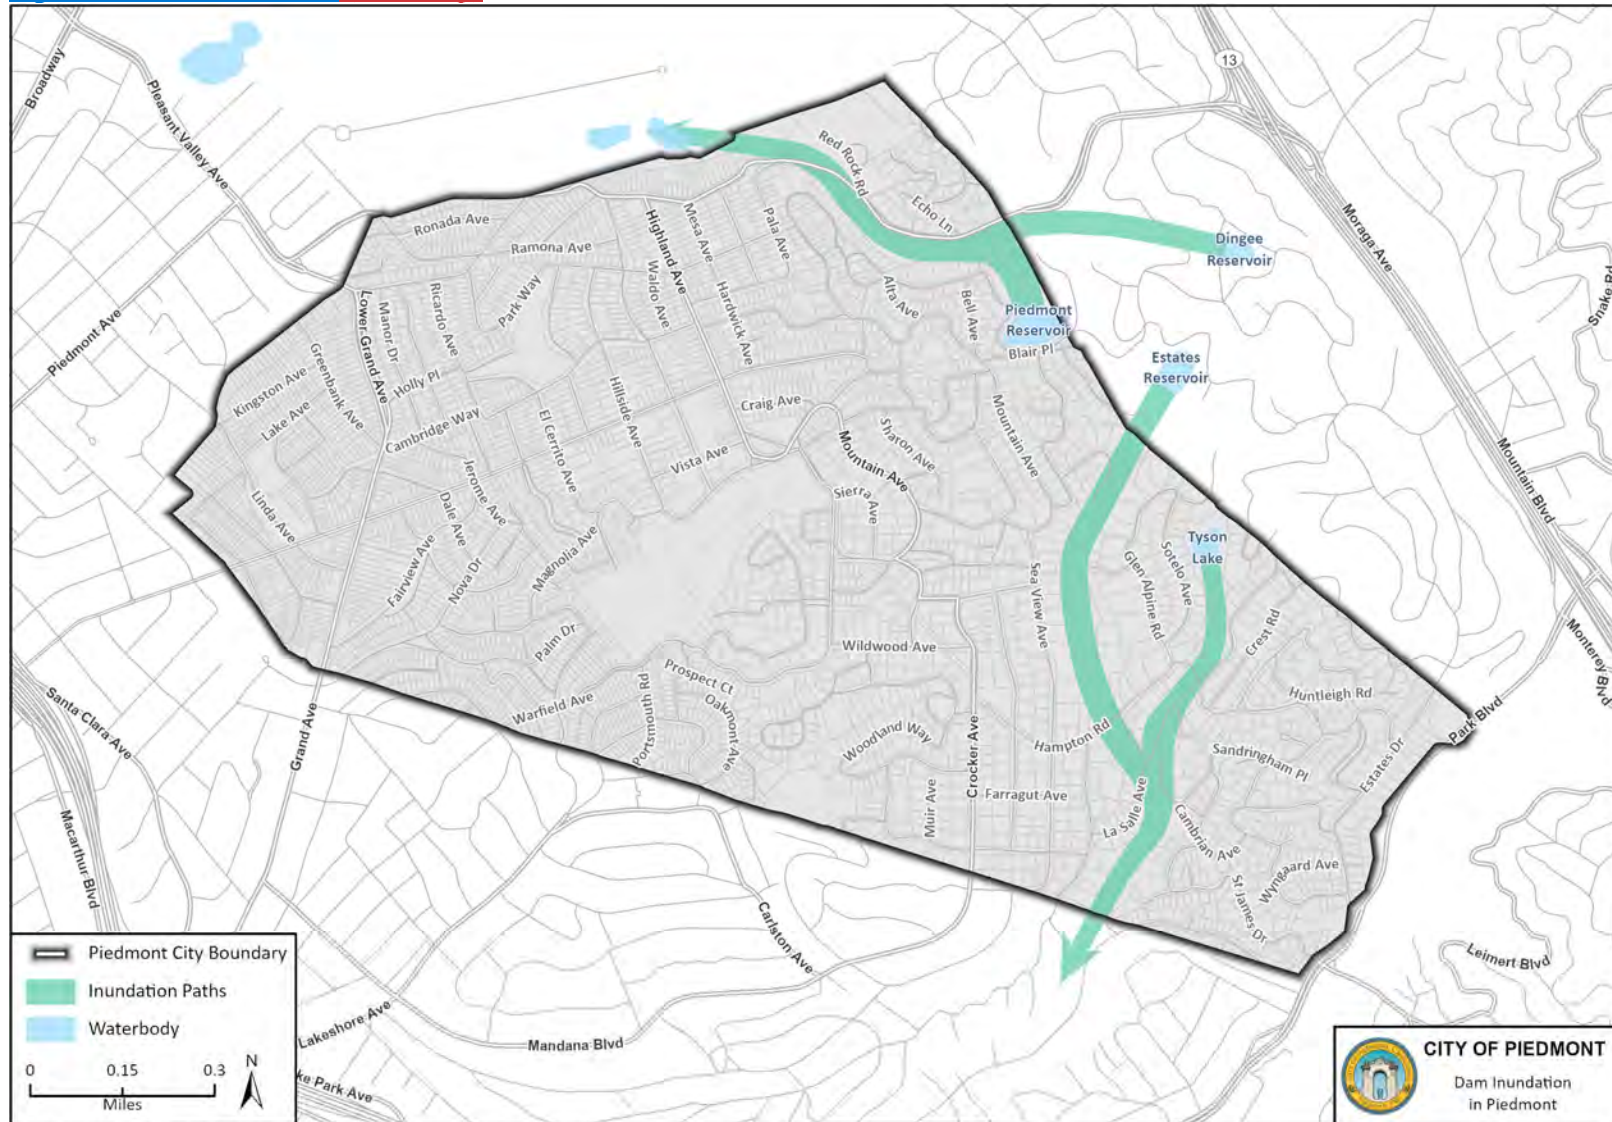 Broadway
Pleasant Valley Ave
13
Red Rock Rd
Echo Ln
Ronada Ave
Ramona Ave
Highland Ave
Mesa Ave
Pala Ave
Moraga Ave
Snake Rd
Dingee
Reservoir
Piedmont Ave
Lower Grand Ave
Manor Dr
Ricardo Ave
Park Way
Waldo Ave
Hardwick Ave
Alta Ave
Bell Ave
Piedmont
Reservoir
Blair Pl
Estates
Reservoir
Kingston Ave
Greenbank Ave
Lake Ave
Holly Pl
Cambridge Way
El Cerrito Ave
Hillside Ave
Craig Ave
Vista Ave
Mountain Ave
Sharon Ave
Mountain Ave
Mountain Blvd
Linda Ave
Jerome Ave
Dale Ave
Fairview Ave
Nova Dr
Magnolia Ave
Sierra Ave
Tyson
Lake
Sea View Ave
Glen Alpine Rd
Sotelo Ave
Crest Rd
Monterey Blvd
Palm Dr
Wildwood Ave
Prospect Ct
Oakmont Ave
Portsmouth Rd
Warfield Ave
Woodland Way
Crocker Ave
Hampton Rd
Huntleigh Rd
Sandringham Pl
Estates Dr
Park Blvd
Santa Clara Ave
Grand Ave
Macarthur Blvd
Muir Ave
Farragut Ave
La Salle Ave
Cambrian Ave
Wyngaard Ave
St James Dr
Carlston Ave
Leimert Blvd
Lakeshore Ave
Mandana Blvd
ke Park Ave
Piedmont City Boundary
Inundation Paths
Waterbody
0 0.15 0.3
Miles
N
CITY OF PIEDMONT
Dam Inundation
in Piedmont